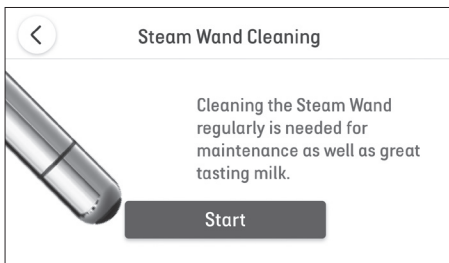 Steam Wand Cleaning
Cleaning the Steam Wand
regularly is needed for
maintenance as well as great
tasting milk.
Start